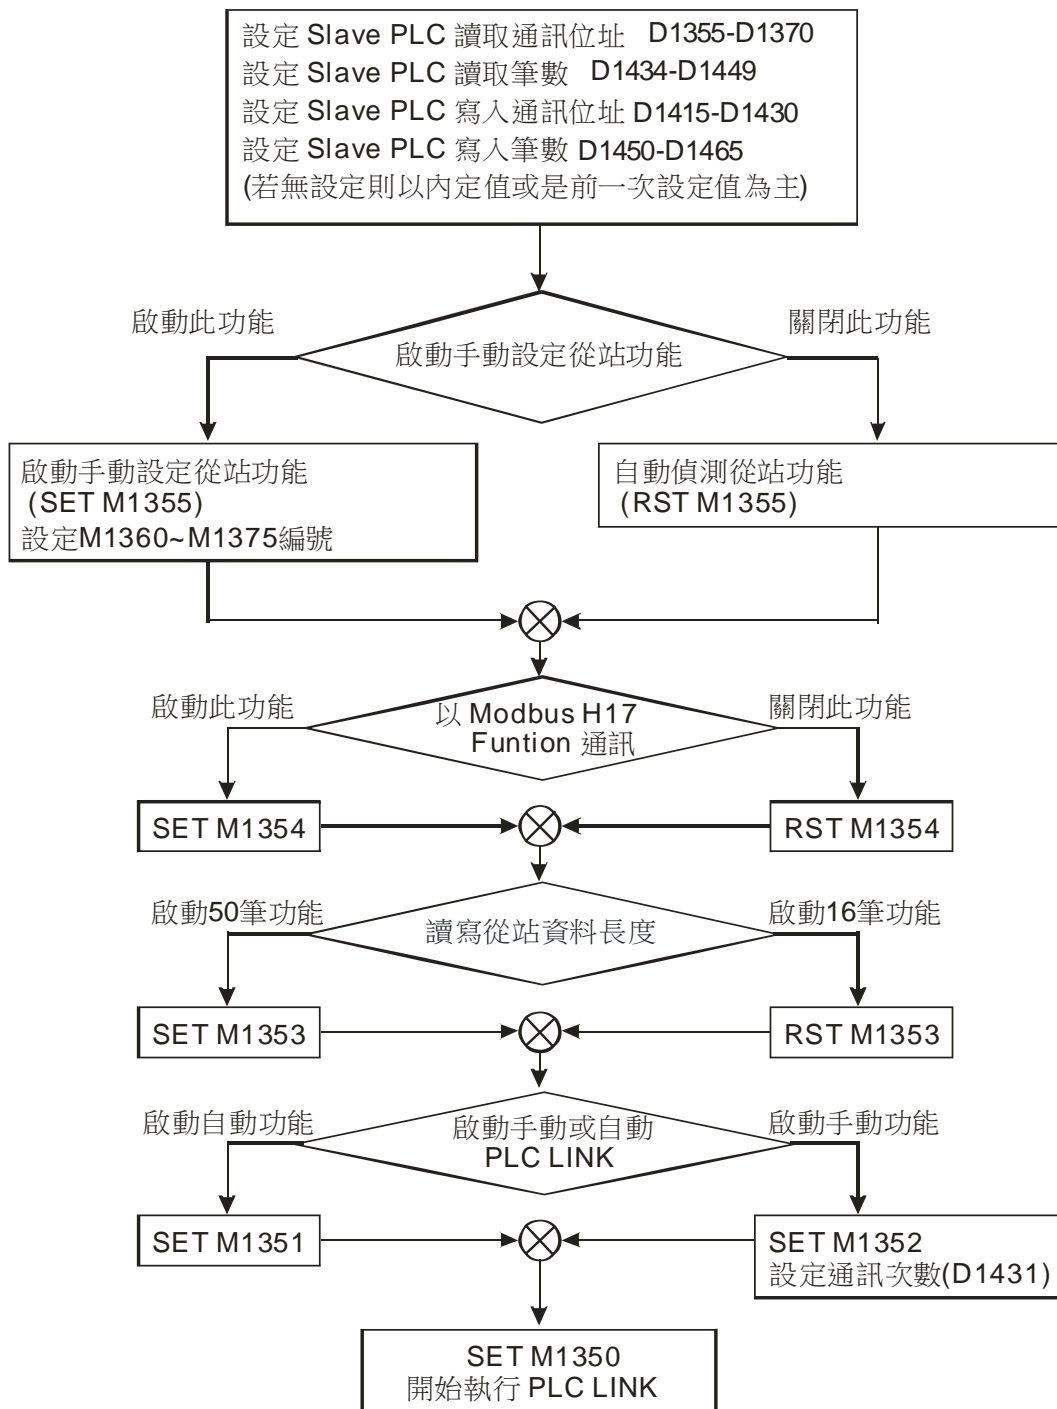 設定 Slave PLC 讀取通訊位址 D1355-D1370
設定 Slave PLC 讀取筆數 D1434-D1449
設定 Slave PLC 寫入通訊位址 D1415-D1430
設定 Slave PLC 寫入筆數 D1450-D1465
(若無設定則以內定值或是前一次設定值為主)
啟動此功能
關閉此功能
啟動手動設定從站功能
啟動手動設定從站功能
(SET M1355)
設定M1360~M1375編號
自動偵測從站功能
(RST M1355)
啟動此功能
關閉此功能
以 Modbus H17
Funtion 通訊
SET M1354
RST M1354
啟動50筆功能
啟動16筆功能
讀寫從站資料長度
SET M1353
RST M1353
啟動自動功能
啟動手動功能
啟動手動或自動
PLC LINK
SET M1351
SET M1352
設定通訊次數(D1431)
SET M1350
開始執行 PLC LINK